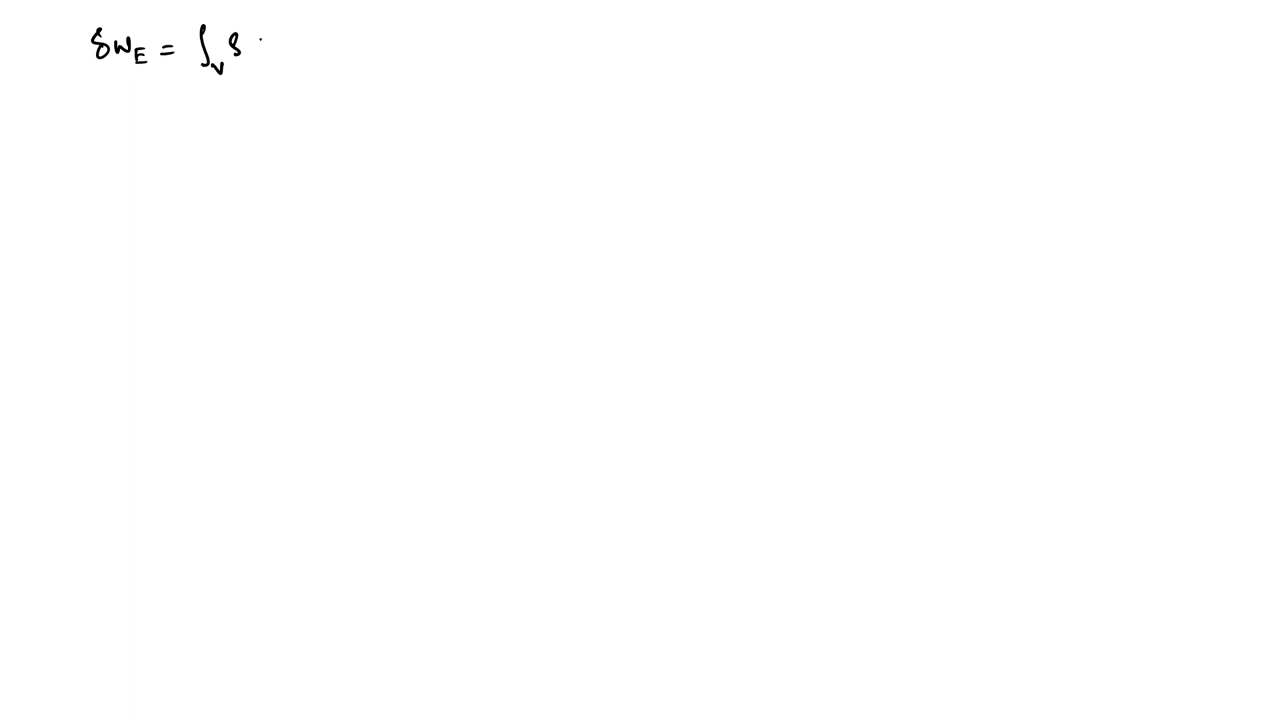 δW_E = ∫_V δ